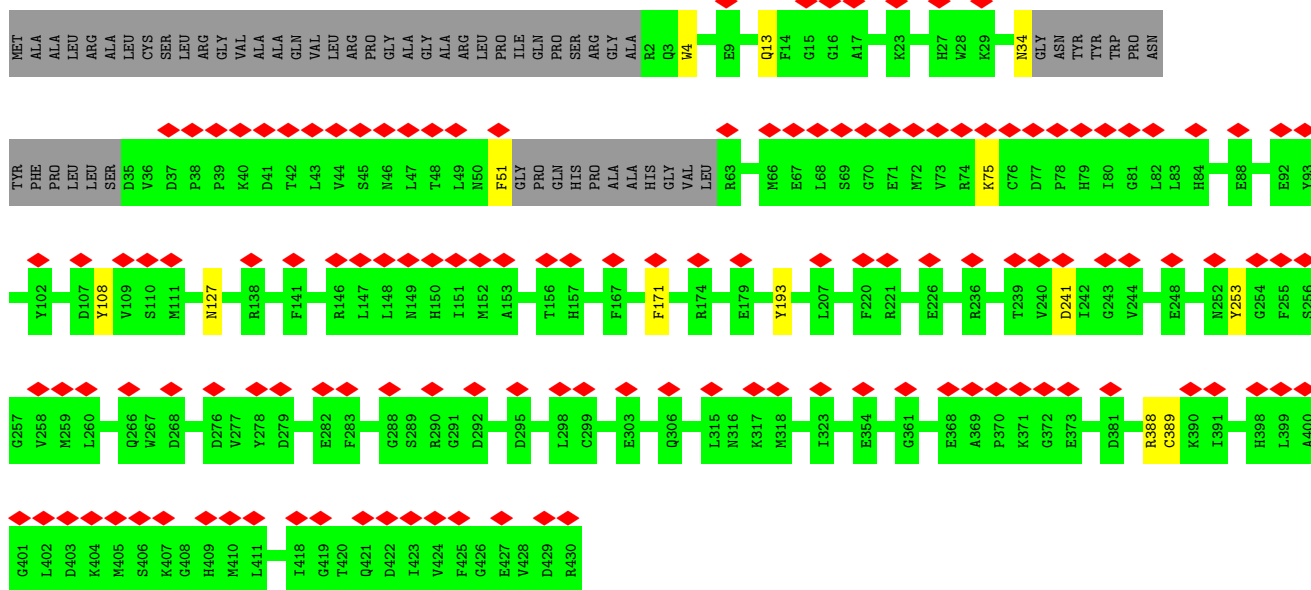 MET ALA ALA LEU ARG ALA LEU CYS SER LEU ARG GLY VAL ALA ALA GLN VAL LEU ARG PRO GLY ALA GLY ALA ARG LEU PRO ILE GLN PRO SER ARG GLY ALA R2 Q3 W4 E9 Q13 F14 G15 G16 A17 K23 H27 W28 K29 N34 GLY ASN TYR TYR TRP PRO ASN
TYR PHE PRO LEU LEU SER D35 V36 D37 P38 P39 K40 D41 T42 L43 V44 S45 N46 L47 T48 L49 N50 F51 GLY PRO GLN HIS PRO ALA ALA HIS GLY VAL LEU R63 M66 E67 L68 S69 G70 E71 M72 V73 R74 K75 C76 D77 P78 H79 I80 G81 L82 L83 H84 E88 E92 Y93
Y102 D107 Y108 V109 S110 M111 N127 R138 F141 R146 L147 L148 N149 H150 I151 M152 A153 T156 H157 F167 F171 R174 E179 Y193 L207 F220 R221 E226 R236 T239 V240 D241 I242 G243 V244 E248 N252 Y253 G254 F255 S256
G257 V258 M259 L260 Q266 W267 D268 D276 V277 Y278 D279 E282 F283 G288 S289 R290 G291 D292 D295 L298 C299 E303 Q306 L315 N316 K317 M318 I323 E354 G361 E368 A369 P370 K371 G372 E373 D381 R388 C389 K390 I391 H398 L399 A400
G401 L402 D403 K404 M405 S406 K407 G408 H409 M410 L411 I418 G419 T420 Q421 D422 I423 V424 F425 G426 E427 V428 D429 R430